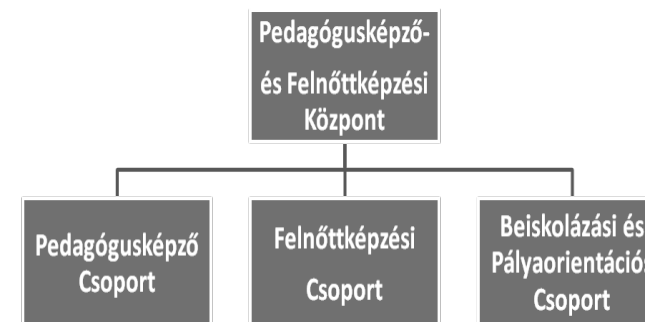 Pedagógusképző-
és Felnőttképzési
Központ
Pedagógusképző
Csoport
Felnőttképzési
Csoport
Beiskolázási és
Pályaorientációs
Csoport